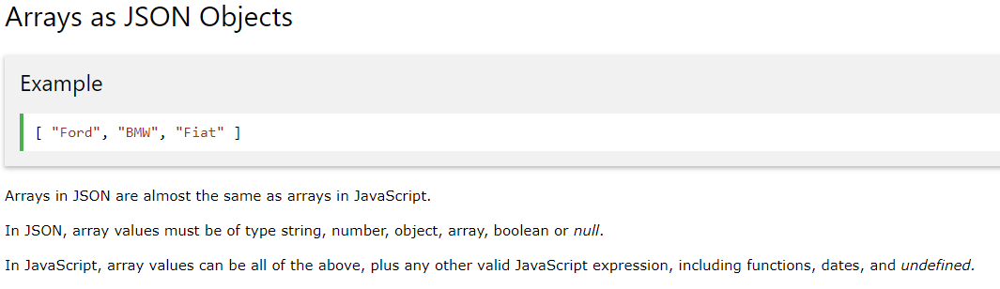 Arrays as JSON Objects
Example
[ "Ford", "BMW", "Fiat" ]
Arrays in JSON are almost the same as arrays in JavaScript.
In JSON, array values must be of type string, number, object, array, boolean or null.
In JavaScript, array values can be all of the above, plus any other valid JavaScript expression, including functions, dates, and undefined.